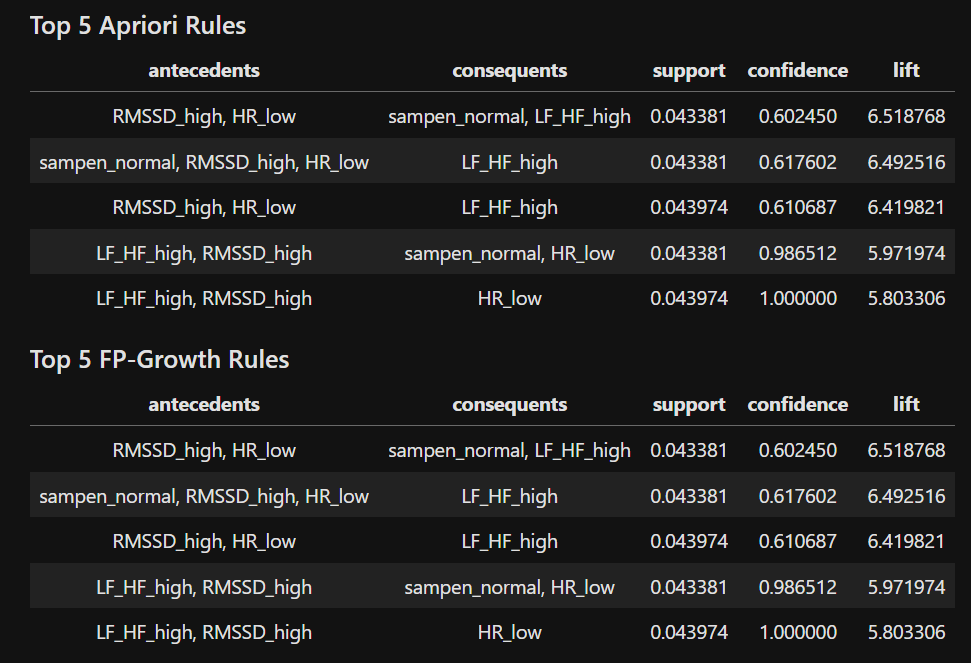 Top 5 Apriori Rules
antecedents consequents support confidence lift
RMSSD_high, HR_low sampen_normal, LF_HF_high 0.043381 0.602450 6.518768
sampen_normal, RMSSD_high, HR_low LF_HF_high 0.043381 0.617602 6.492516
RMSSD_high, HR_low LF_HF_high 0.043974 0.610687 6.419821
LF_HF_high, RMSSD_high sampen_normal, HR_low 0.043381 0.986512 5.971974
LF_HF_high, RMSSD_high HR_low 0.043974 1.000000 5.803306
Top 5 FP-Growth Rules
antecedents consequents support confidence lift
RMSSD_high, HR_low sampen_normal, LF_HF_high 0.043381 0.602450 6.518768
sampen_normal, RMSSD_high, HR_low LF_HF_high 0.043381 0.617602 6.492516
RMSSD_high, HR_low LF_HF_high 0.043974 0.610687 6.419821
LF_HF_high, RMSSD_high sampen_normal, HR_low 0.043381 0.986512 5.971974
LF_HF_high, RMSSD_high HR_low 0.043974 1.000000 5.803306